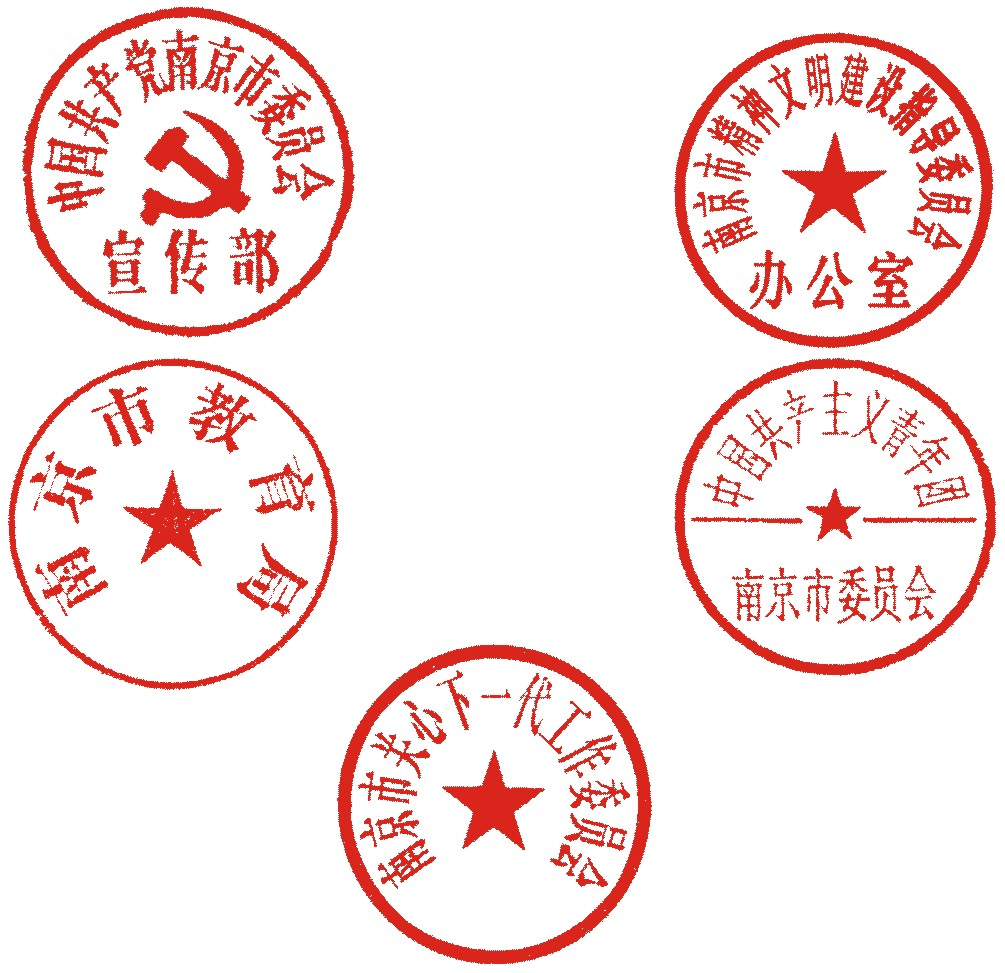 中国共产党南京市委员会
宣传部
南京市精神文明建设指导委员会
办公室
南京市教育局
中国共产主义青年团
南京市委员会
南京市关心下一代工作委员会